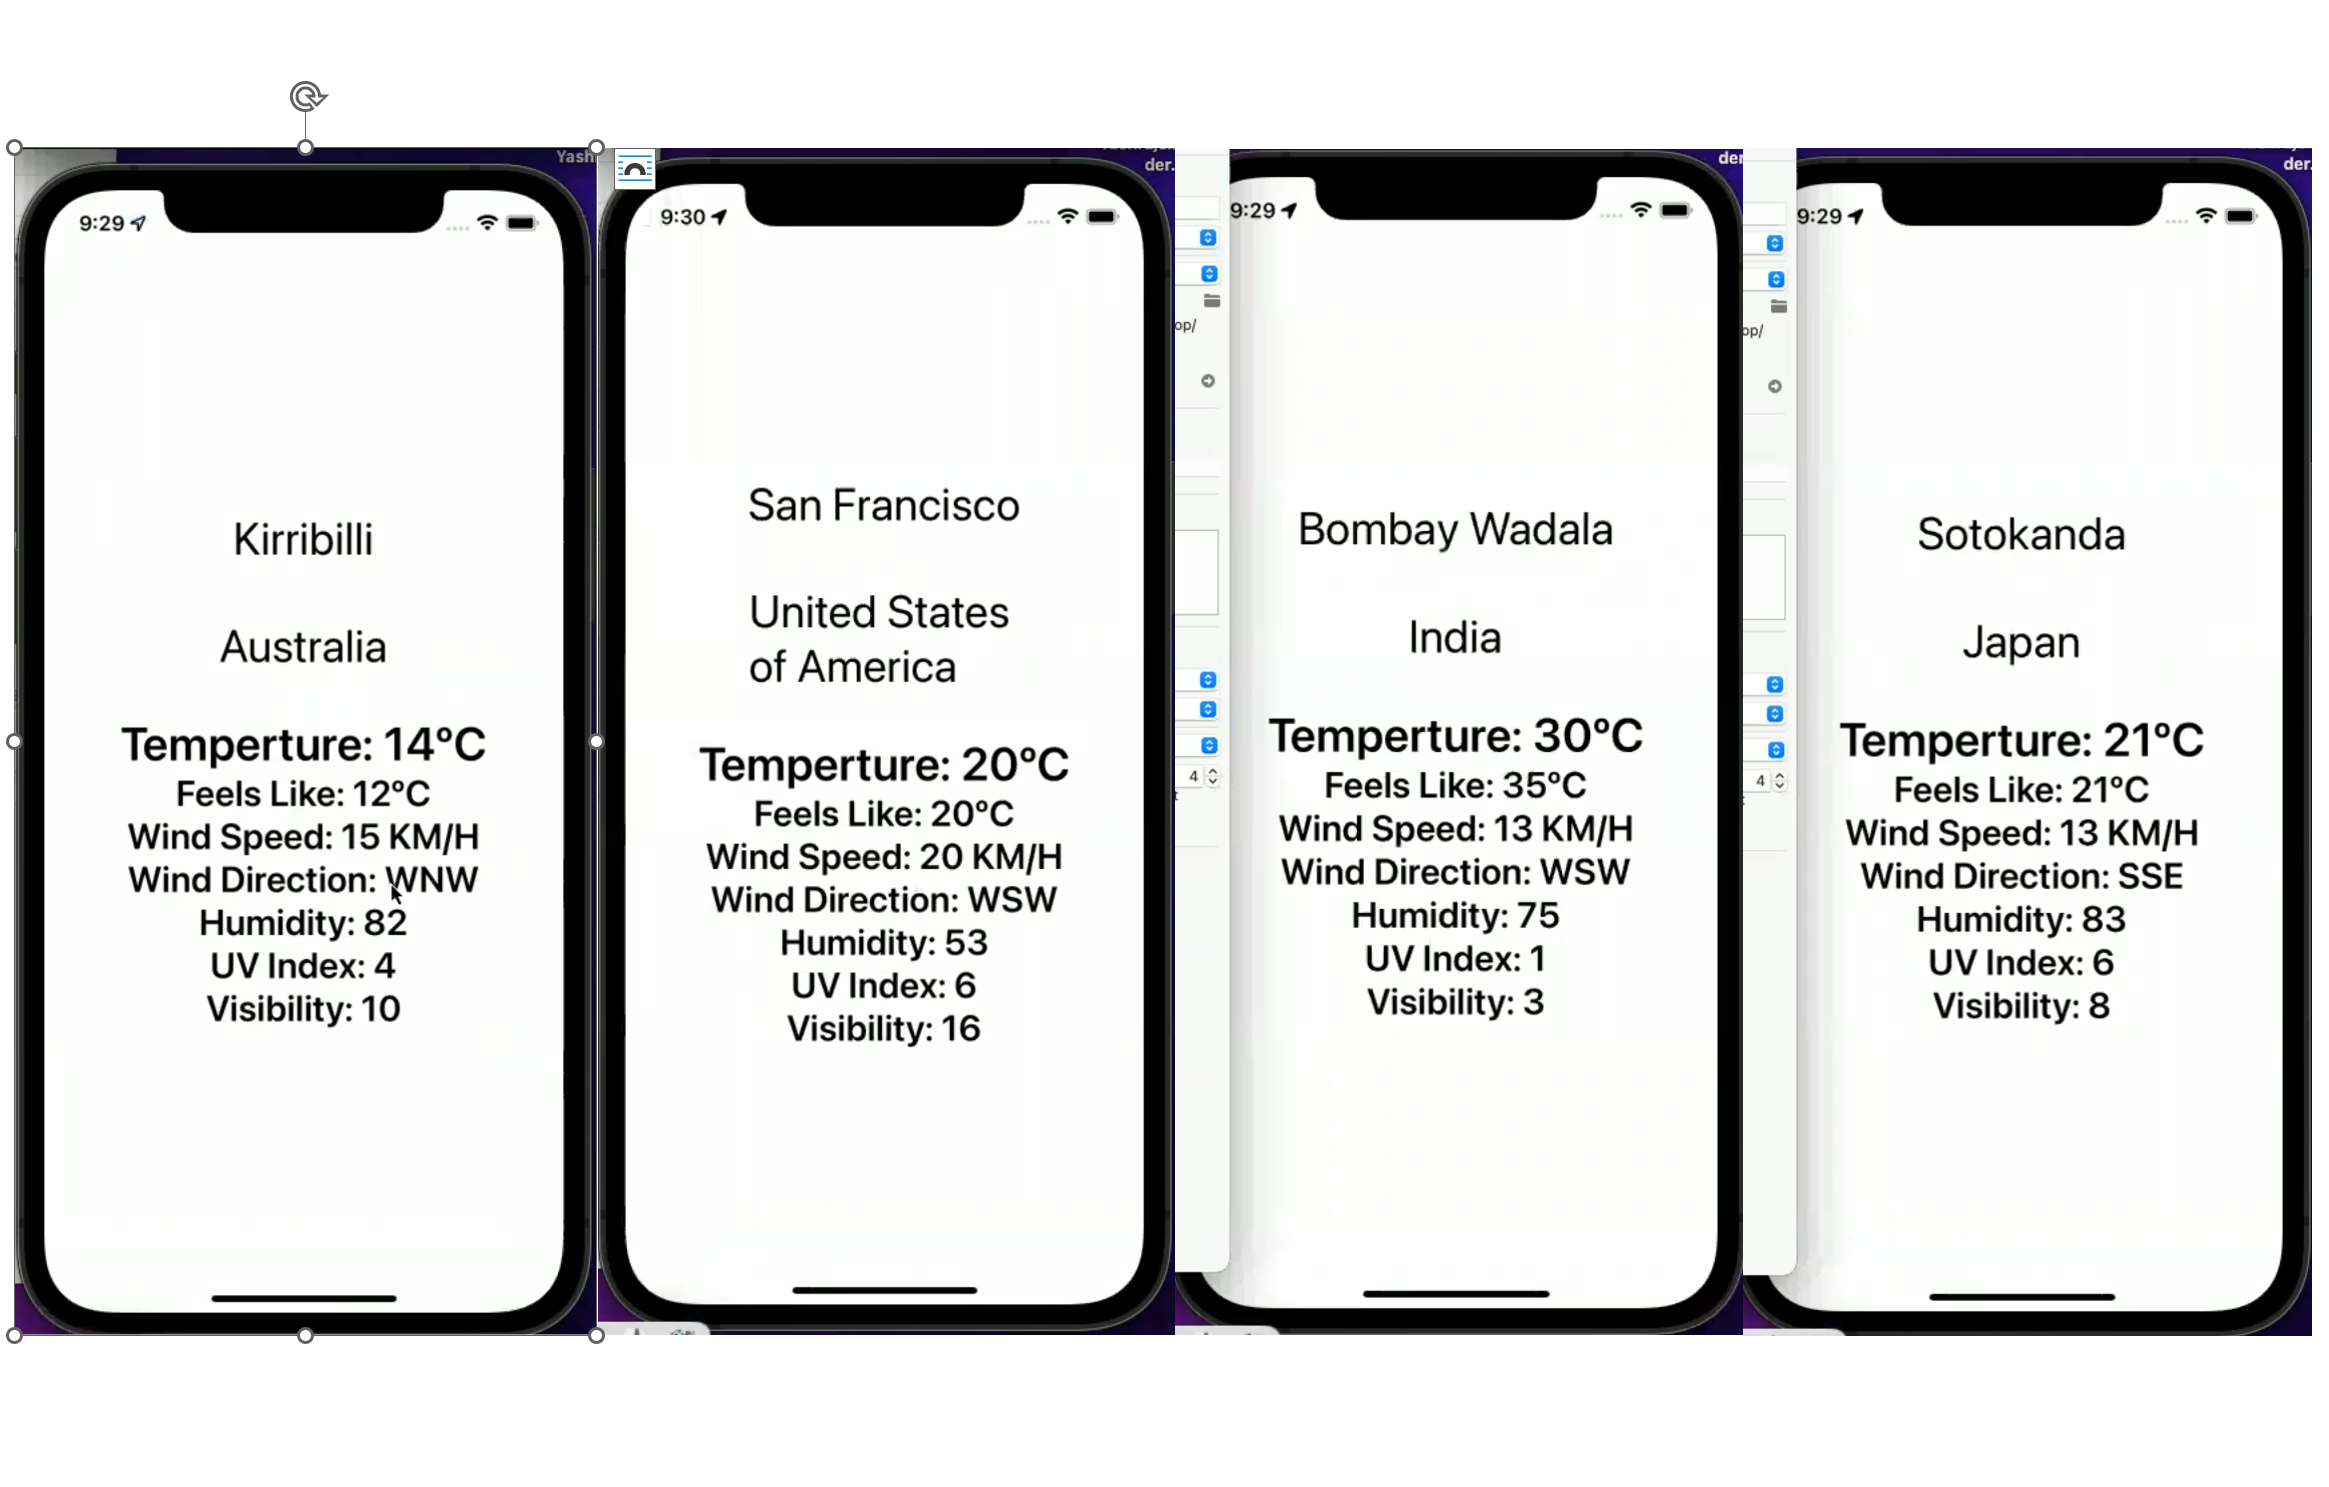 Yash
9:29
Kirribilli
Australia
Temperture: 14°C
Feels Like: 12°C
Wind Speed: 15 KM/H
Wind Direction: WNW
Humidity: 82
UV Index: 4
Visibility: 10
der.
9:30
San Francisco
United States
of America
Temperture: 20°C
Feels Like: 20°C
Wind Speed: 20 KM/H
Wind Direction: WSW
Humidity: 53
UV Index: 6
Visibility: 16
op/
4
der
9:29
Bombay Wadala
India
Temperture: 30°C
Feels Like: 35°C
Wind Speed: 13 KM/H
Wind Direction: WSW
Humidity: 75
UV Index: 1
Visibility: 3
op/
4
der.
9:29
Sotokanda
Japan
Temperture: 21°C
Feels Like: 21°C
Wind Speed: 13 KM/H
Wind Direction: SSE
Humidity: 83
UV Index: 6
Visibility: 8